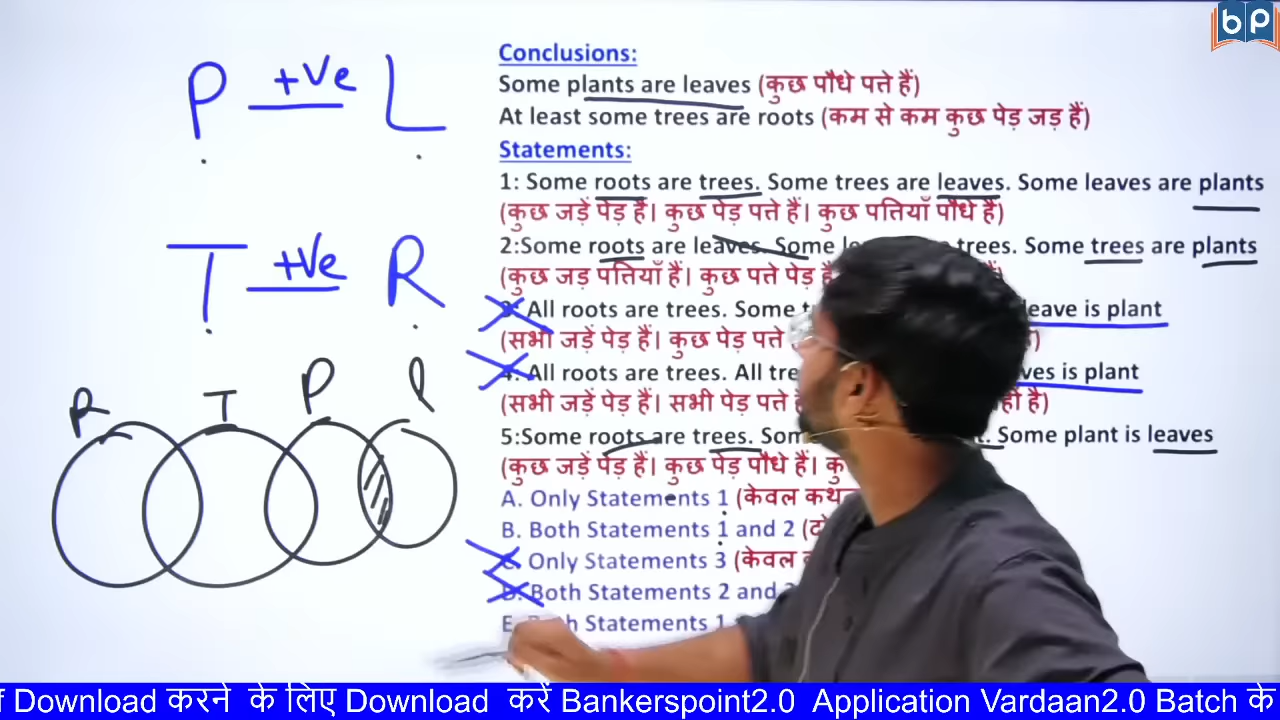 bp
P +ve L
T +ve R
R T P l
Conclusions:
Some plants are leaves (कुछ पौधे पत्ते हैं)
At least some trees are roots (कम से कम कुछ पेड़ जड़ हैं)
Statements:
1: Some roots are trees. Some trees are leaves. Some leaves are plants
(कुछ जड़ें पेड़ हैं। कुछ पेड़ पत्ते हैं। कुछ पत्तियाँ पौधे हैं)
2:Some roots are leaves. Some trees. Some trees are plants
(कुछ जड़ पत्तियाँ हैं। कुछ पत्ते पेड़
3: All roots are trees. Some leave is plant
(सभी जड़ें पेड़ हैं। कुछ पेड़ पत्ते
4: All roots are trees. All is plant
(सभी जड़ें पेड़ हैं। सभी पेड़ पत्ते है)
5:Some roots are trees. Some plant is leaves
(कुछ जड़ें पेड़ हैं। कुछ पेड़ पौधे हैं।
A. Only Statements 1 (केवल
B. Both Statements 1 and 2
C. Only Statements 3 (केवल
D. Both Statements 2 and
E. Statements 1
Download करने के लिए Download करें Bankerspoint2.0 Application Vardaan2.0 Batch के